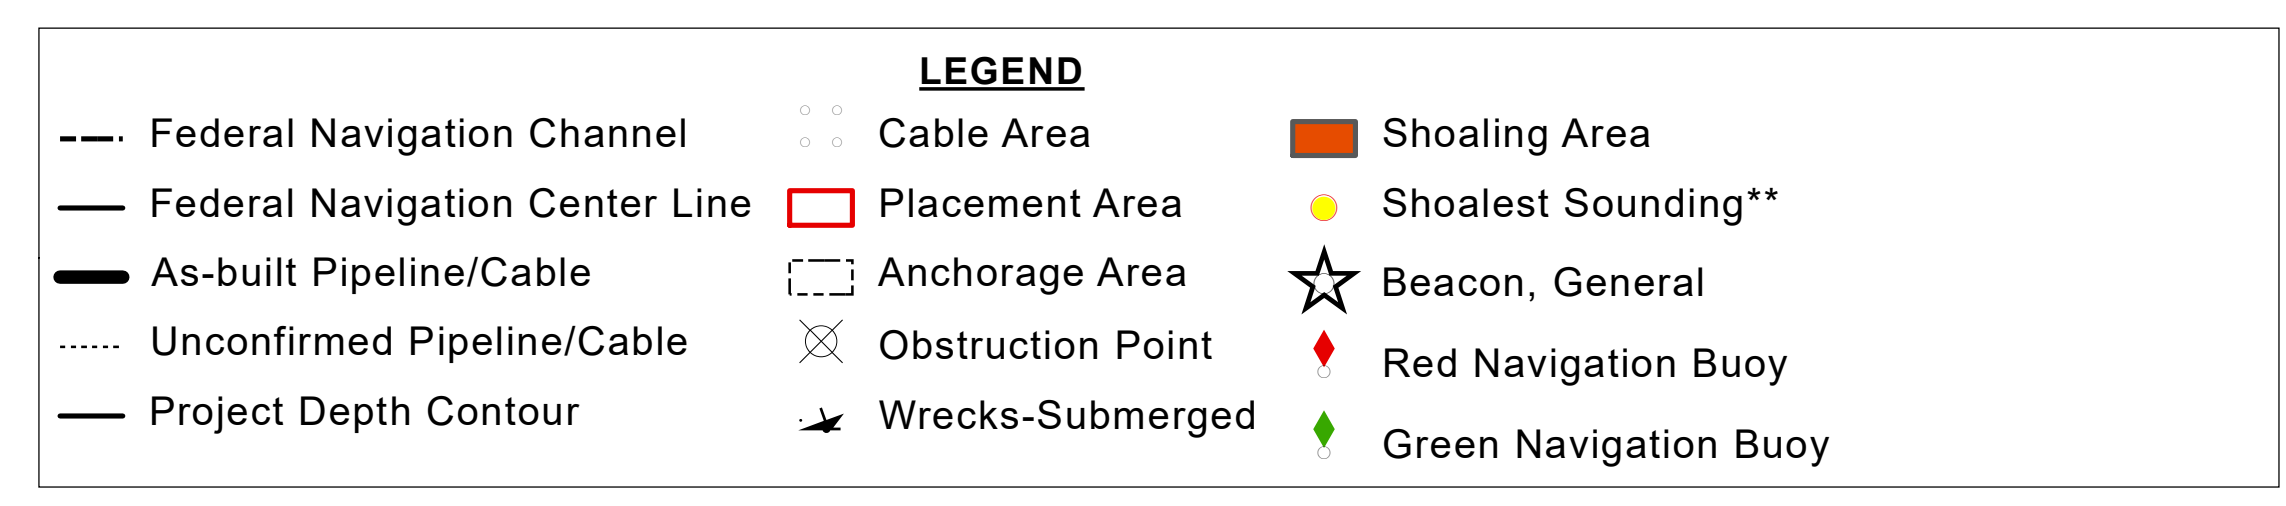 LEGEND
Federal Navigation Channel
Federal Navigation Center Line
As-built Pipeline/Cable
Unconfirmed Pipeline/Cable
Project Depth Contour
Cable Area
Placement Area
Anchorage Area
Obstruction Point
Wrecks-Submerged
Shoaling Area
Shoalest Sounding**
Beacon, General
Red Navigation Buoy
Green Navigation Buoy